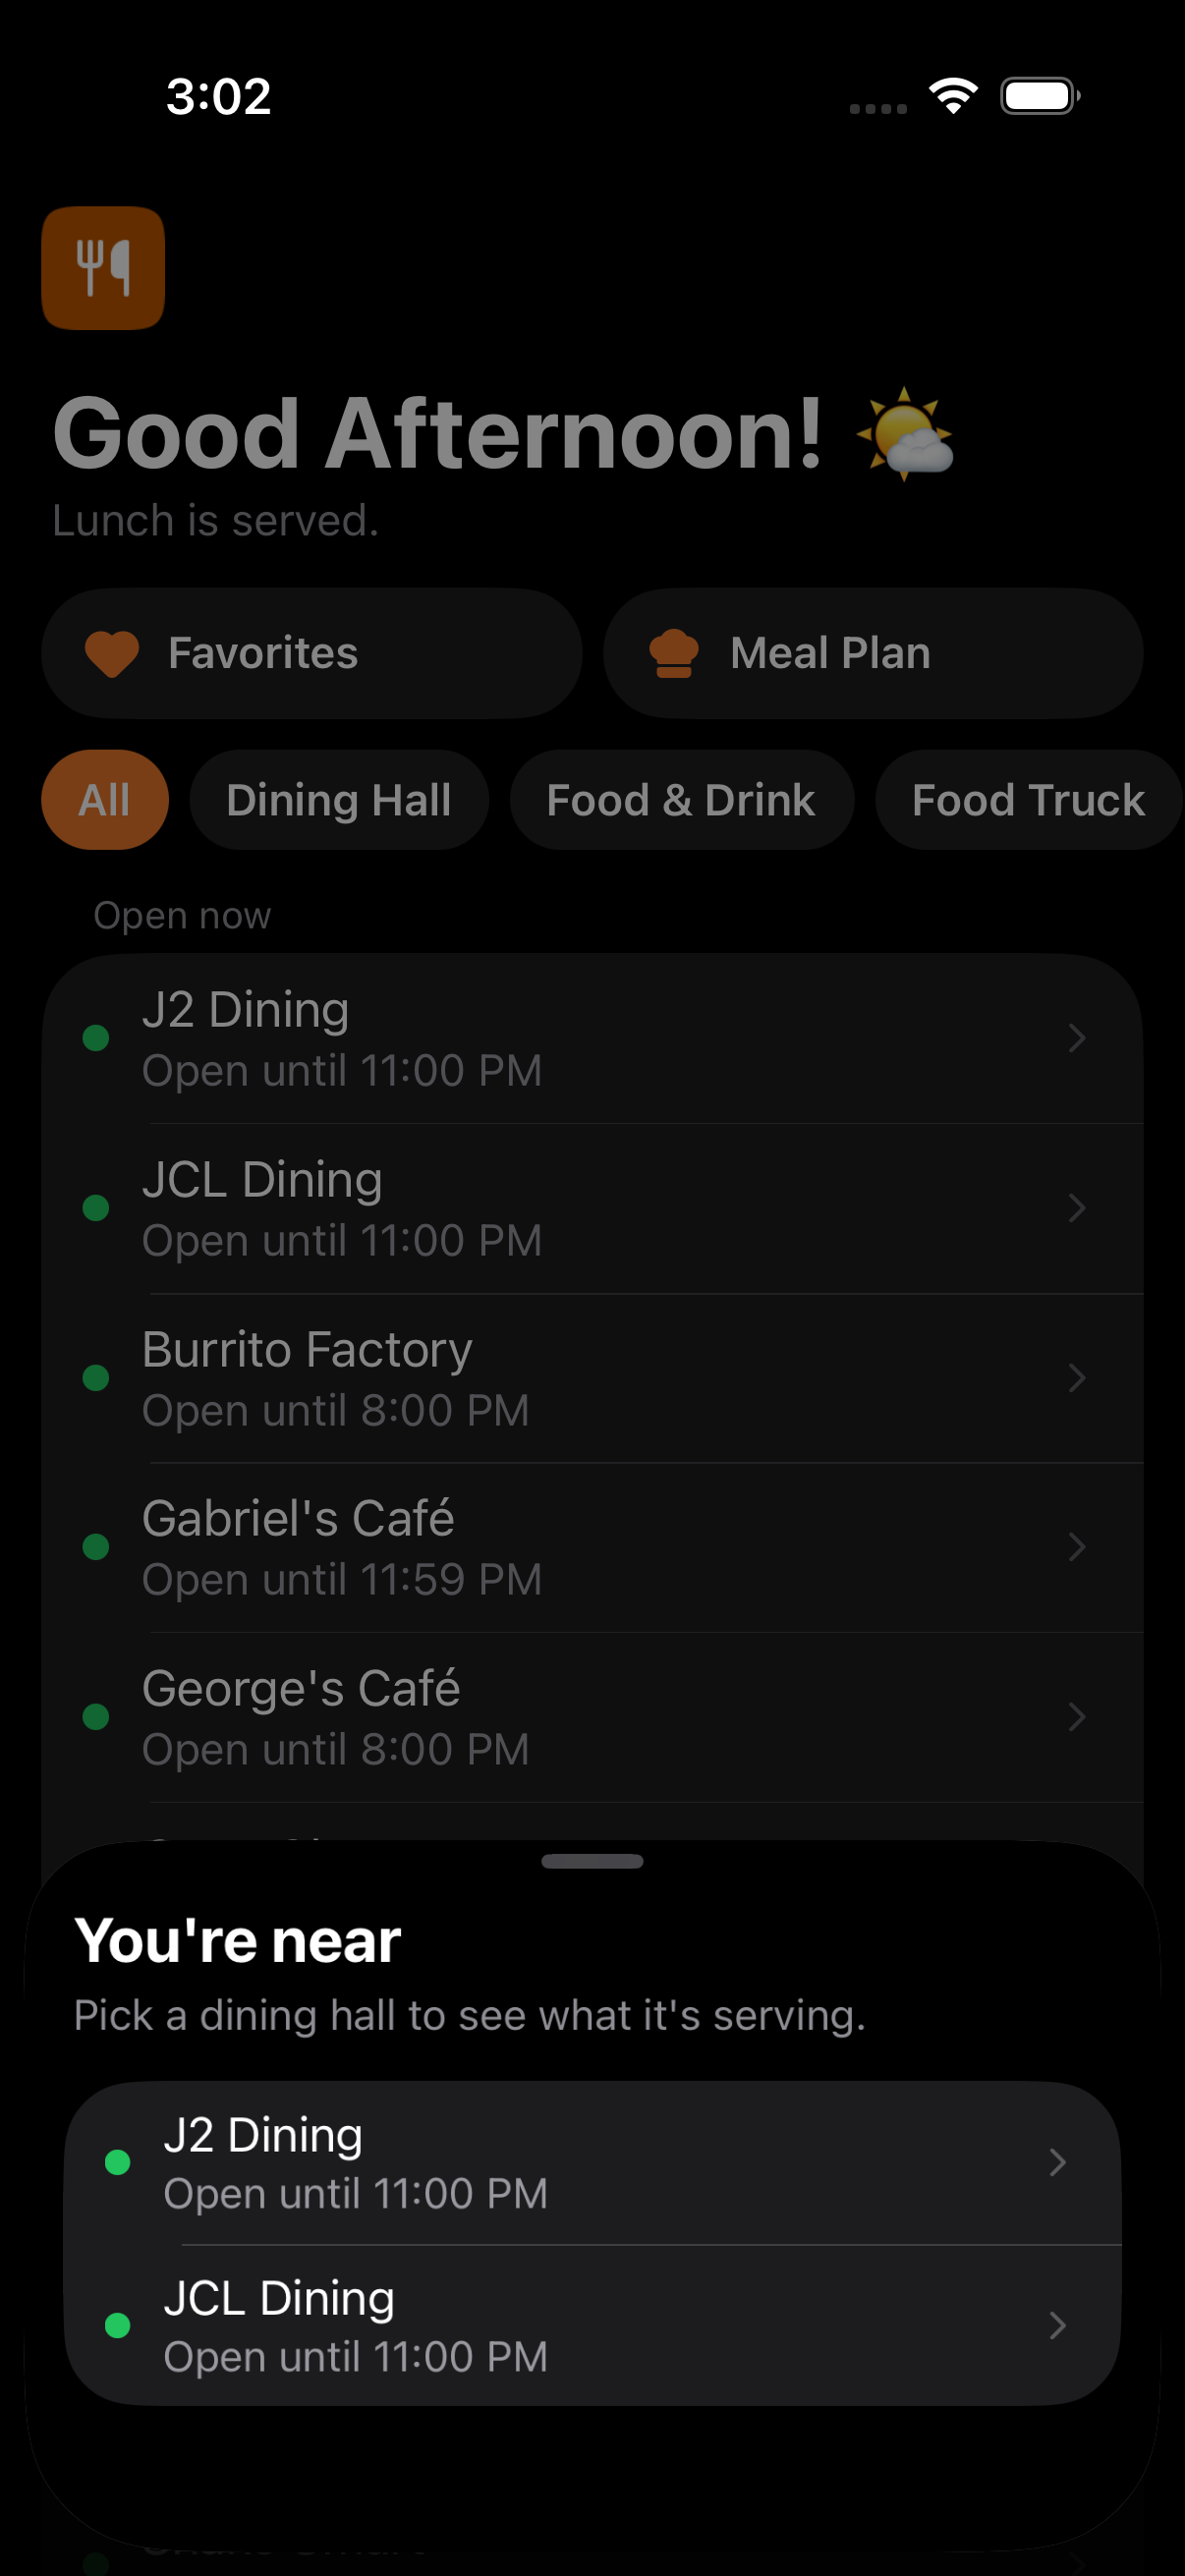 3:02
Good Afternoon!
Lunch is served.
Favorites
Meal Plan
All
Dining Hall
Food & Drink
Food Truck
Open now
J2 Dining
Open until 11:00 PM
JCL Dining
Open until 11:00 PM
Burrito Factory
Open until 8:00 PM
Gabriel's Café
Open until 11:59 PM
George's Café
Open until 8:00 PM
You're near
Pick a dining hall to see what it's serving.
J2 Dining
Open until 11:00 PM
JCL Dining
Open until 11:00 PM